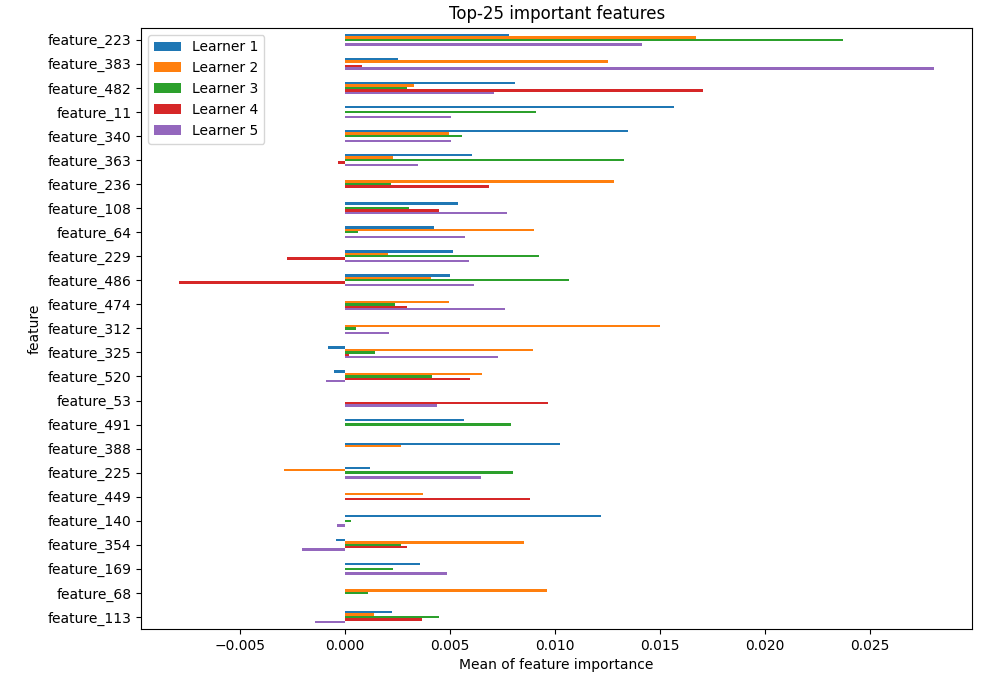 Top-25 important features
Learner 1
Learner 2
Learner 3
Learner 4
Learner 5
feature
feature_223
feature_383
feature_482
feature_11
feature_340
feature_363
feature_236
feature_108
feature_64
feature_229
feature_486
feature_474
feature_312
feature_325
feature_520
feature_53
feature_491
feature_388
feature_225
feature_449
feature_140
feature_354
feature_169
feature_68
feature_113
−0.005 0.000 0.005 0.010 0.015 0.020 0.025
Mean of feature importance